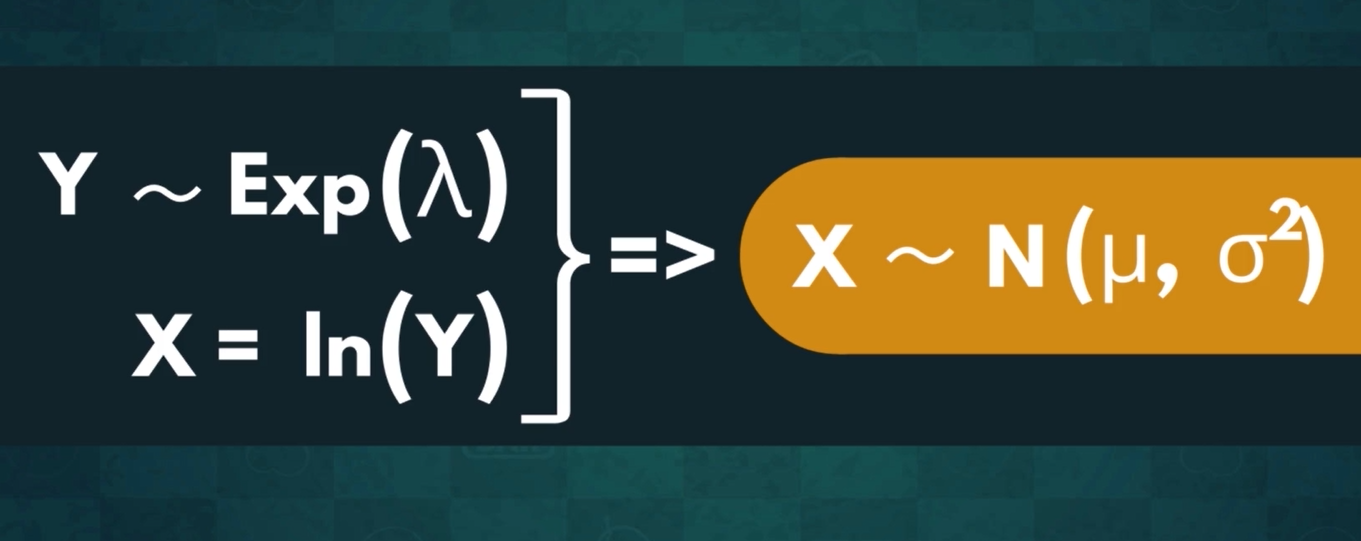 Y ~ Exp(λ)
X = ln(Y)
=> X ~ N(μ, σ²)